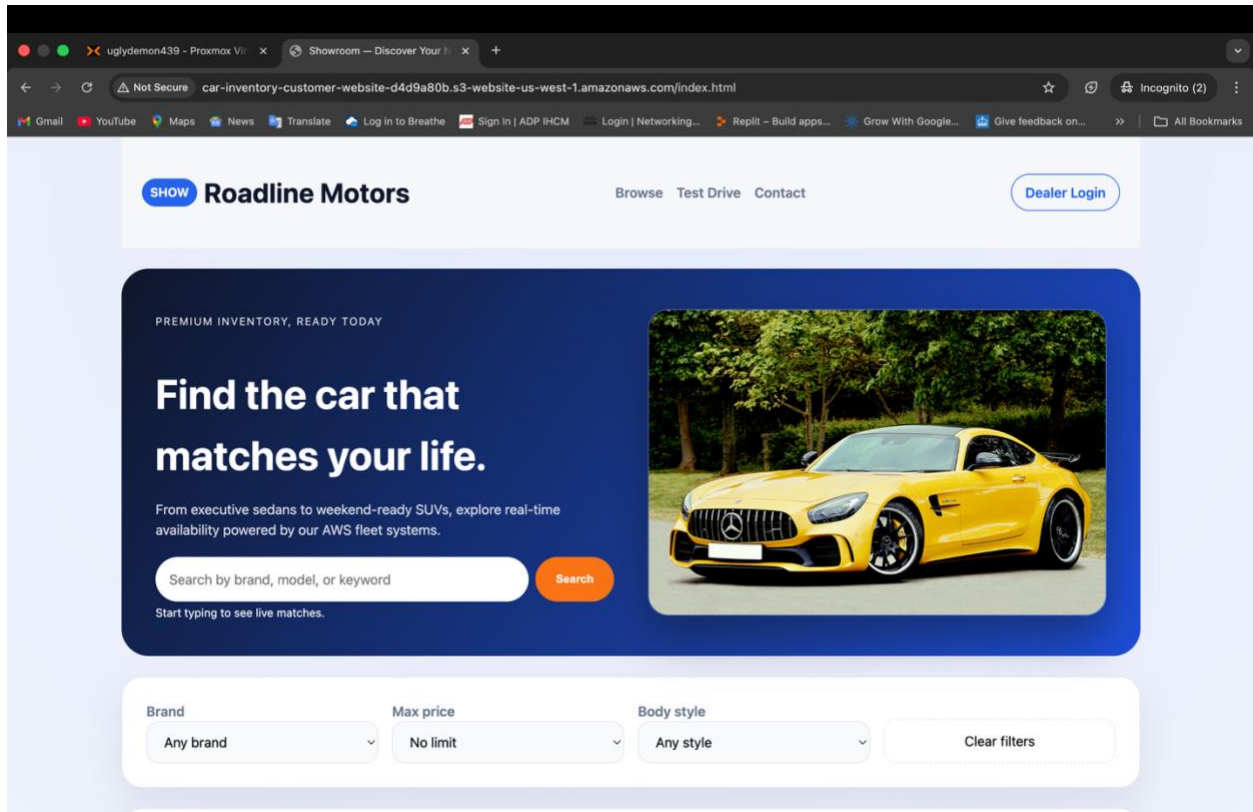 uglydemon439 - Proxmox Vir
Showroom — Discover Your N
Not Secure car-inventory-customer-website-d4d9a80b.s3-website-us-west-1.amazonaws.com/index.html
Incognito (2)
Gmail YouTube Maps News Translate Log in to Breathe Sign In | ADP IHCM Login | Networking... Replit – Build apps... Grow With Google... Give feedback on... » All Bookmarks
SHOW Roadline Motors
Browse Test Drive Contact
Dealer Login
PREMIUM INVENTORY, READY TODAY
Find the car that
matches your life.
From executive sedans to weekend-ready SUVs, explore real-time
availability powered by our AWS fleet systems.
Search by brand, model, or keyword
Search
Start typing to see live matches.
Brand Max price Body style
Any brand No limit Any style Clear filters